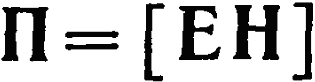 П = [ЕН]